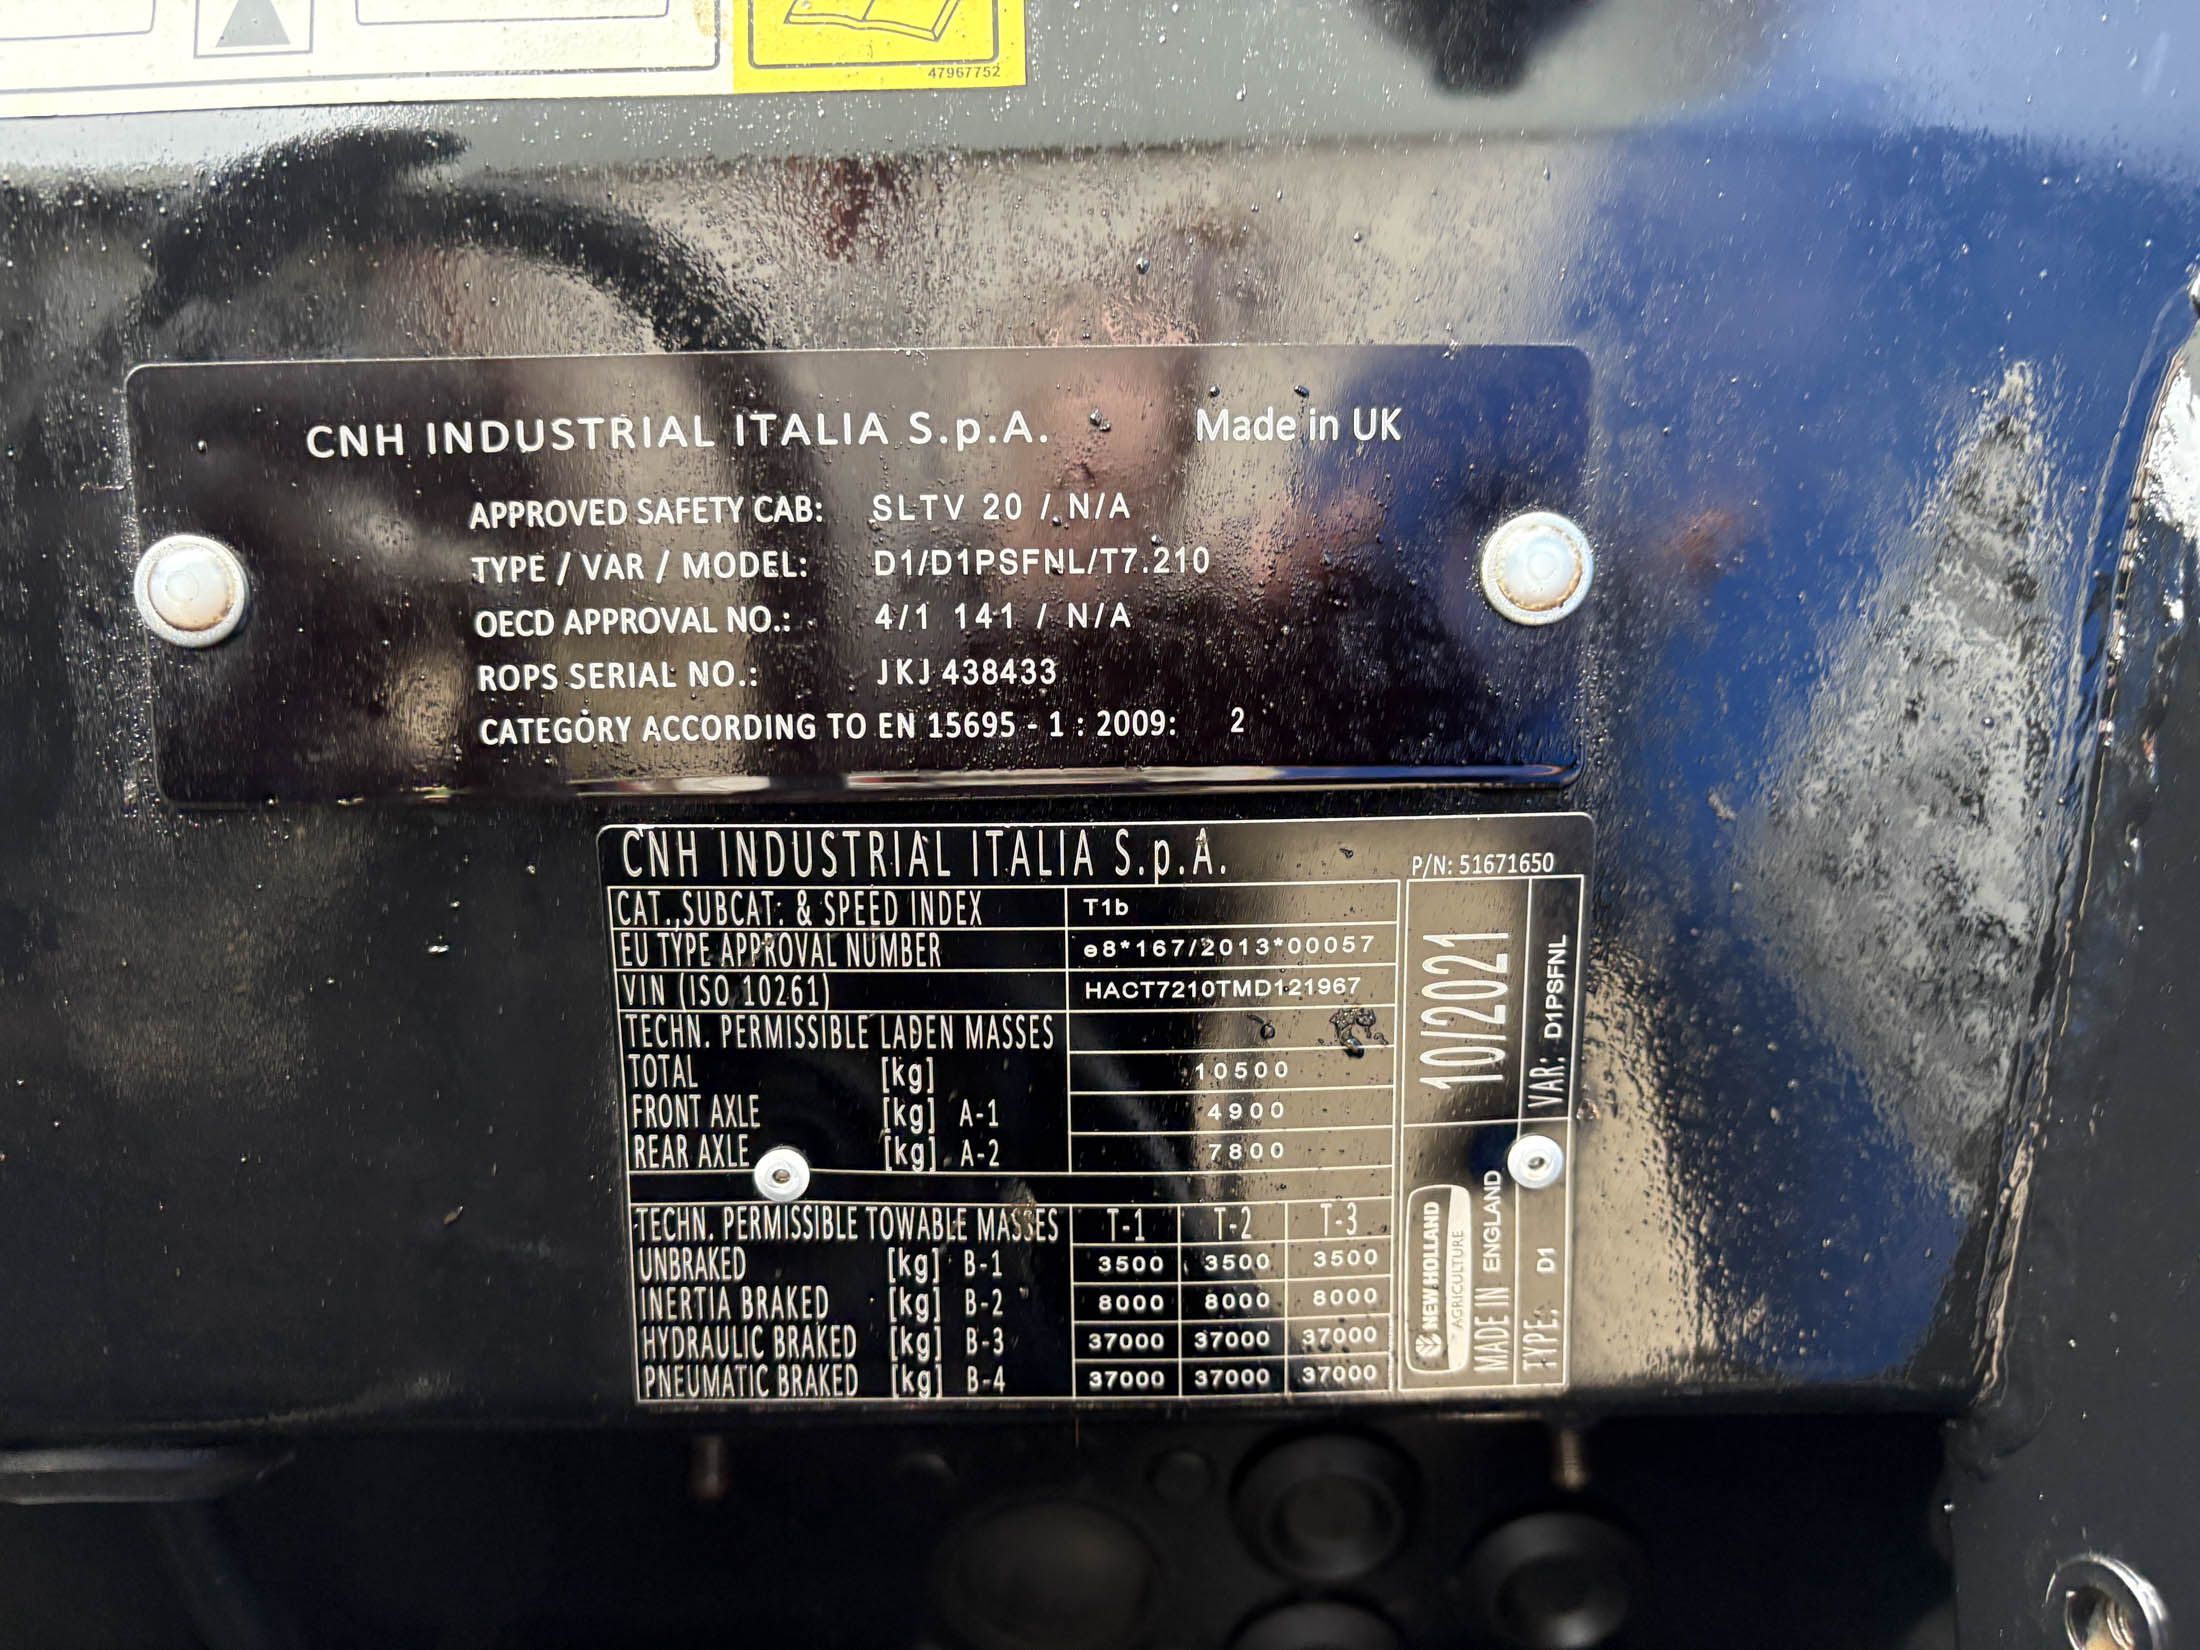 47967752
CNH INDUSTRIAL ITALIA S.p.A. Made in UK
APPROVED SAFETY CAB: SLTV 20 / N/A
TYPE / VAR / MODEL: D1/D1PSFNL/T7.210
OECD APPROVAL NO.: 4/1 141 / N/A
ROPS SERIAL NO.: JKJ 438433
CATEGORY ACCORDING TO EN 15695 - 1 : 2009: 2
CNH INDUSTRIAL ITALIA S.p.A. P/N: 51671650
CAT.,SUBCAT. & SPEED INDEX T1b
EU TYPE APPROVAL NUMBER e8*167/2013*00057
VIN (ISO 10261) HACT7210TMD121967
TECHN. PERMISSIBLE LADEN MASSES
TOTAL [kg] 10500
FRONT AXLE [kg] A-1 4900
REAR AXLE [kg] A-2 7800
TECHN. PERMISSIBLE TOWABLE MASSES T-1 T-2 T-3
UNBRAKED [kg] B-1 3500 3500 3500
INERTIA BRAKED [kg] B-2 8000 8000 8000
HYDRAULIC BRAKED [kg] B-3 37000 37000 37000
PNEUMATIC BRAKED [kg] B-4 37000 37000 37000
10/2021
NEW HOLLAND
AGRICULTURE
MADE IN ENGLAND
TYPE: D1 VAR.: D1PSFNL